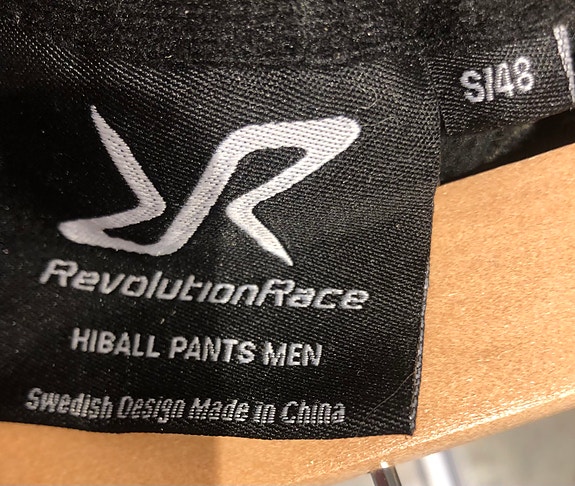 S/48
RevolutionRace
HIBALL PANTS MEN
Swedish Design Made in China